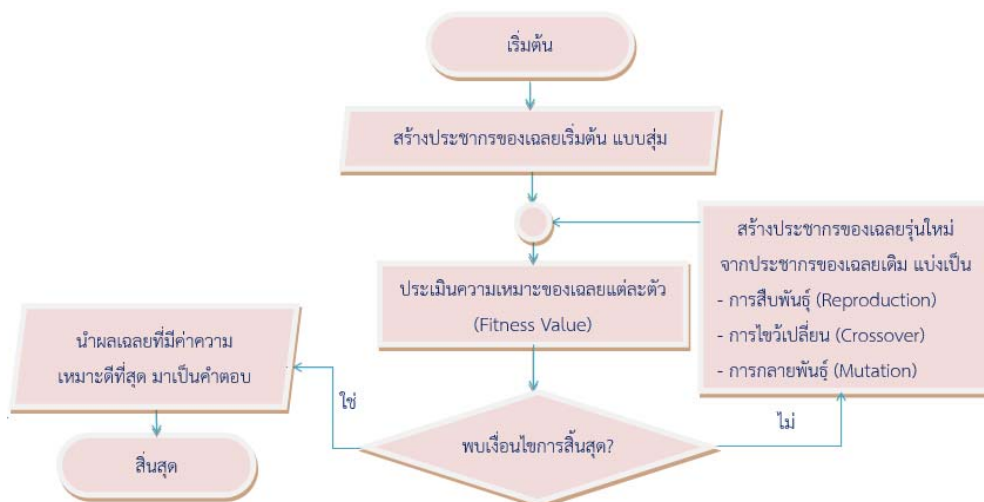 เริ่มต้น
สร้างประชากรของเฉลยเริ่มต้น แบบสุ่ม
สร้างประชากรของเฉลยรุ่นใหม่
จากประชากรของเฉลยเดิม แบ่งเป็น
- การสืบพันธุ์ (Reproduction)
- การไขว้เปลี่ยน (Crossover)
- การกลายพันธุ์ (Mutation)
ประเมินความเหมาะของเฉลยแต่ละตัว
(Fitness Value)
พบเงื่อนไขการสิ้นสุด?
ไม่
ใช่
นำผลเฉลยที่มีค่าความ
เหมาะดีที่สุด มาเป็นคำตอบ
สิ้นสุด